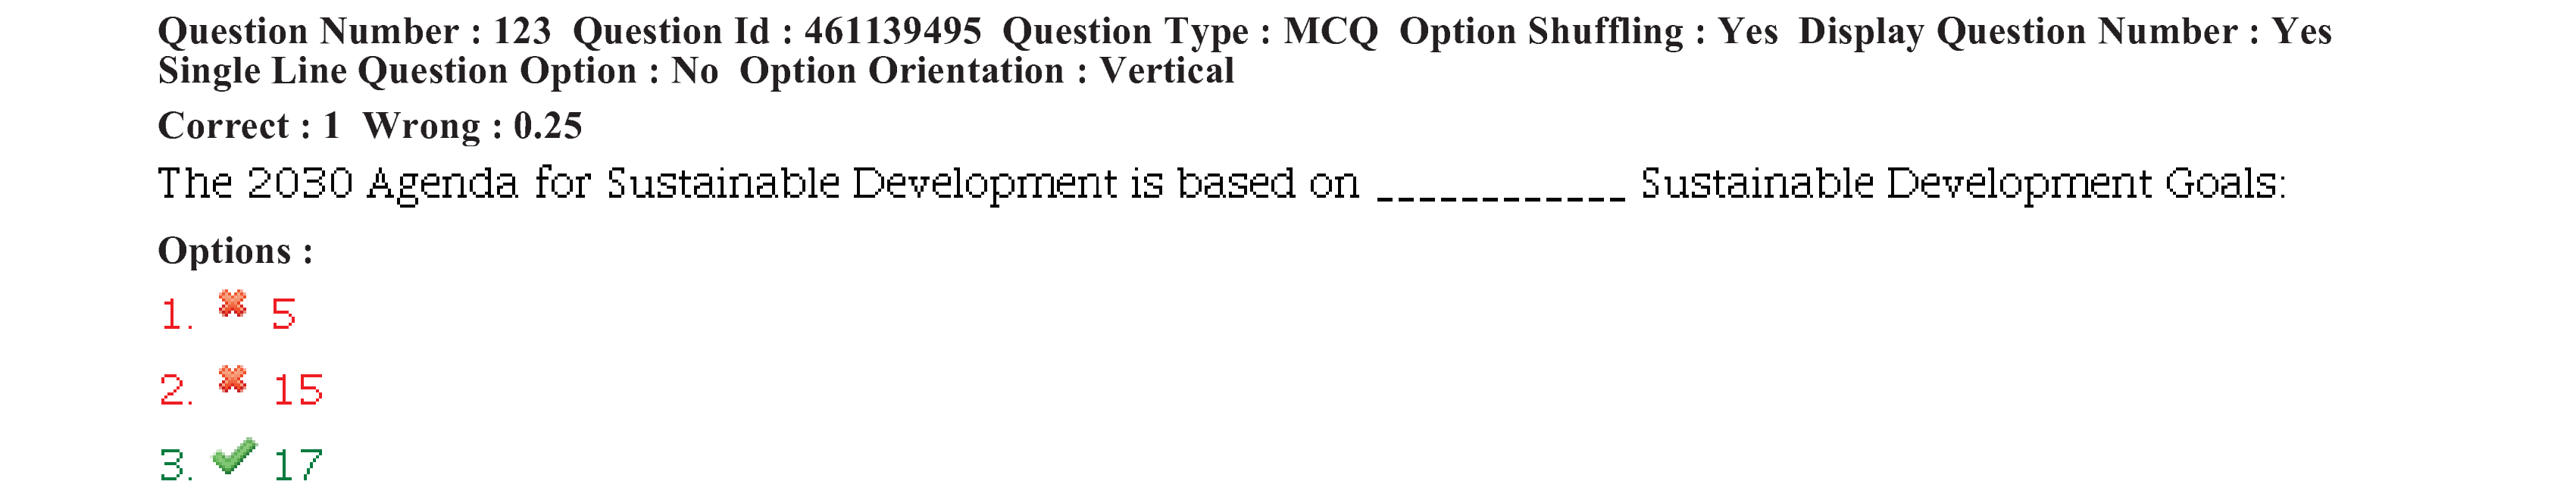 Question Number : 123 Question Id : 461139495 Question Type : MCQ Option Shuffling : Yes Display Question Number : Yes
Single Line Question Option : No Option Orientation : Vertical
Correct : 1 Wrong : 0.25
The 2030 Agenda for Sustainable Development is based on ____________ Sustainable Development Goals:
Options :
1. 5
2. 15
3. 17